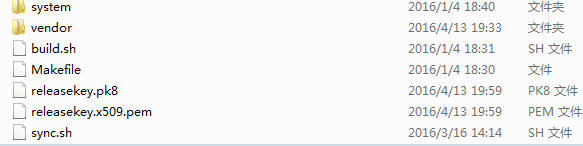 system 2016/1/4 18:40 文件夹
vendor 2016/4/13 19:33 文件夹
build.sh 2016/1/4 18:31 SH 文件
Makefile 2016/1/4 18:30 文件
releasekey.pk8 2016/4/13 19:59 PK8 文件
releasekey.x509.pem 2016/4/13 19:59 PEM 文件
sync.sh 2016/3/16 14:14 SH 文件